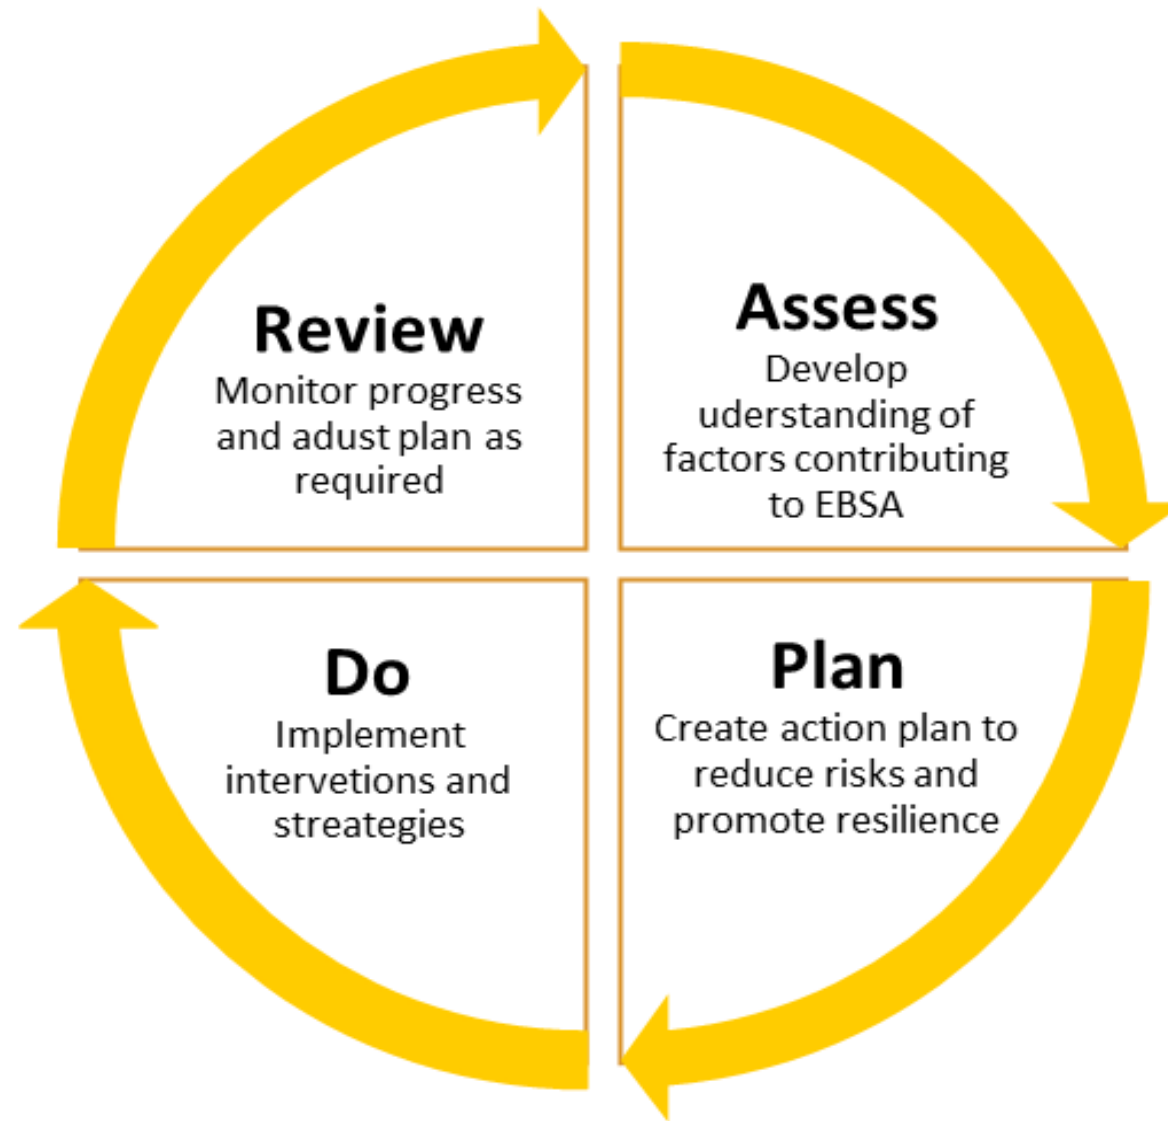 Review
Monitor progress
and adust plan as
required
Assess
Develop
uderstanding of
factors contributing
to EBSA
Do
Implement
intervetions and
streategies
Plan
Create action plan to
reduce risks and
promote resilience